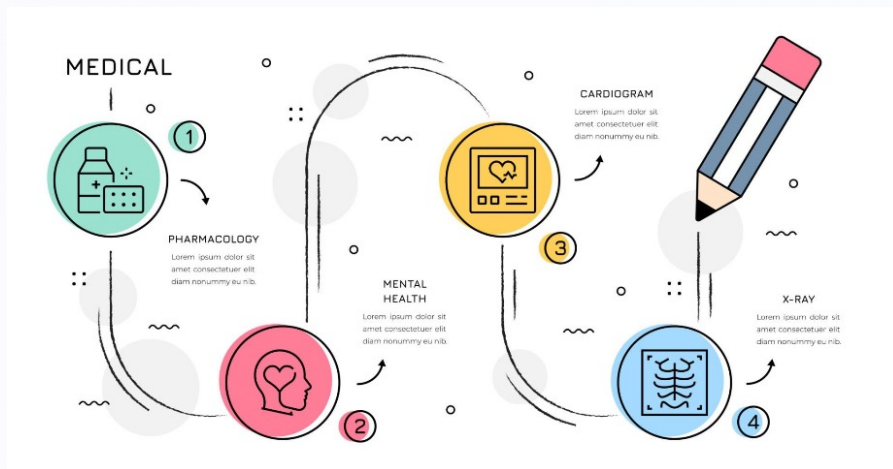 MEDICAL
1
PHARMACOLOGY
Lorem ipsum dolor sit
amet consectetuer elit
diam nonummy eu nib.
2
MENTAL
HEALTH
Lorem ipsum dolor sit
amet consectetuer elit
diam nonummy eu nib.
3
CARDIOGRAM
Lorem ipsum dolor sit
amet consectetuer elit
diam nonummy eu nib.
4
X-RAY
Lorem ipsum dolor sit
amet consectetuer elit
diam nonummy eu nib.